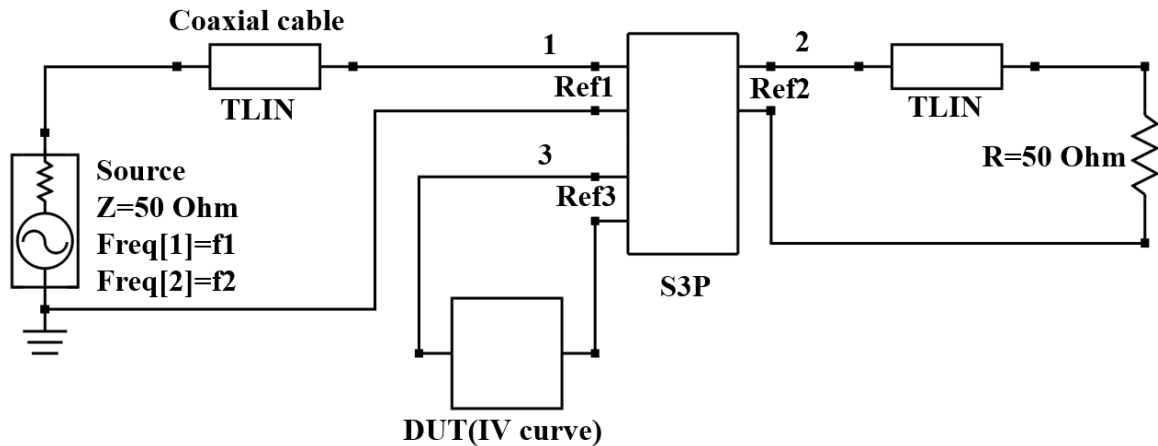 Coaxial cable
TLIN
1
Ref1
2
Ref2
TLIN
R=50 Ohm
3
Ref3
S3P
Source
Z=50 Ohm
Freq[1]=f1
Freq[2]=f2
DUT(IV curve)